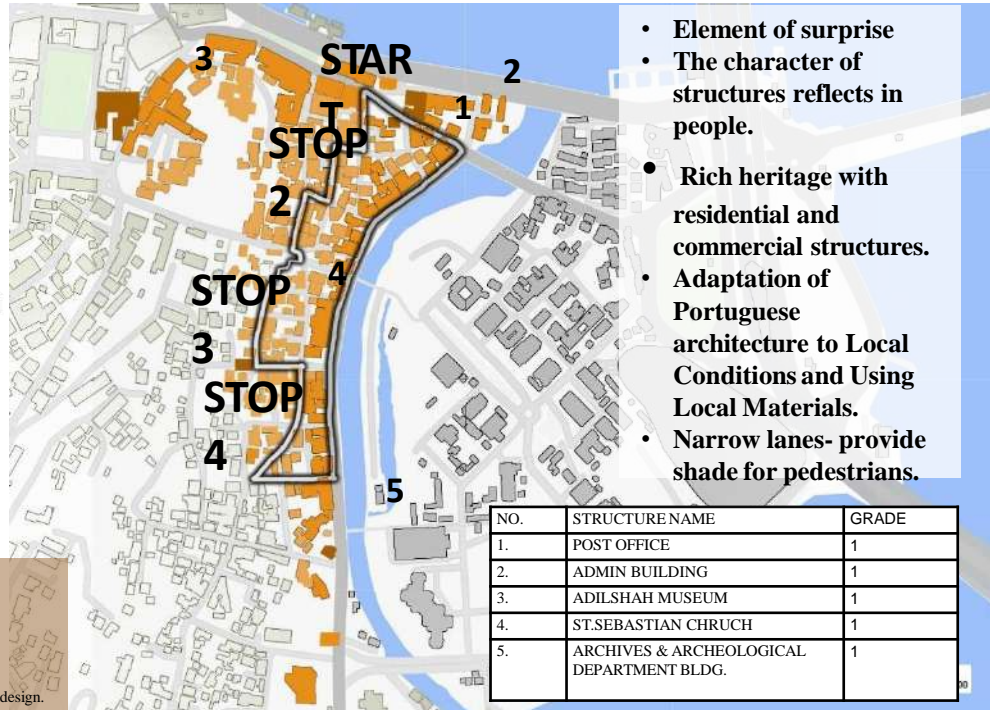 STAR
T
STOP
2
STOP
3
STOP
4
3
2
1
4
5
• Element of surprise
• The character of
structures reflects in
people.
• Rich heritage with
residential and
commercial structures.
• Adaptation of
Portuguese
architecture to Local
Conditions and Using
Local Materials.
• Narrow lanes- provide
shade for pedestrians.
NO. STRUCTURE NAME GRADE
1. POST OFFICE 1
2. ADMIN BUILDING 1
3. ADILSHAH MUSEUM 1
4. ST.SEBASTIAN CHRUCH 1
5. ARCHIVES & ARCHEOLOGICAL 1
DEPARTMENT BLDG.
design.